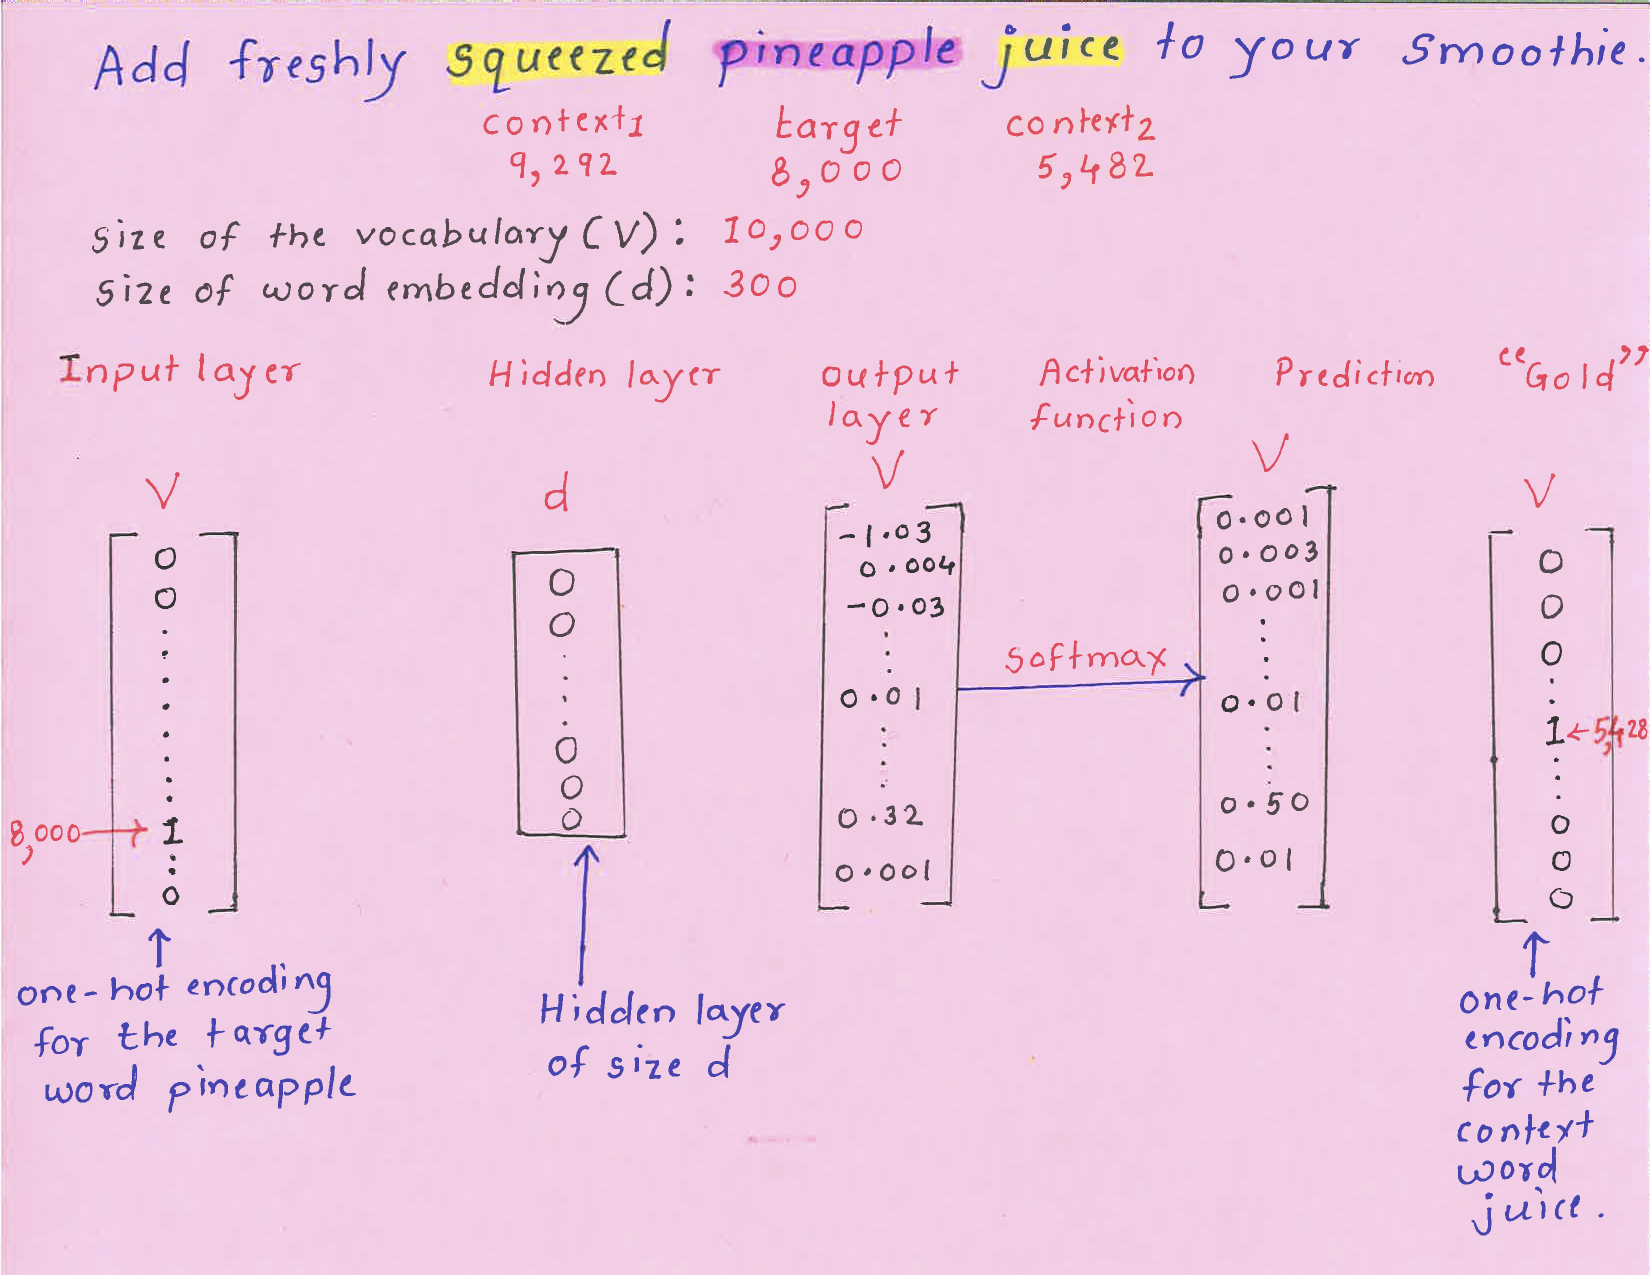 Add freshly squeezed pineapple juice to your smoothie.
context1 target context2
9,292 8,000 5,482
size of the vocabulary (V): 10,000
size of word embedding (d): 300
Input layer Hidden layer output layer Activation function Prediction "Gold"
V
0
0
1
0
8,000
one-hot encoding
for the target
word pineapple
d
0
0
0
0
0
Hidden layer
of size d
V
-1.03
0.004
-0.03
0.01
0.32
0.001
softmax
V
0.001
0.003
0.001
0.01
0.50
0.01
V
0
0
0
1 ← 5,428
0
0
0
one-hot
encoding
for the
context
word
juice.